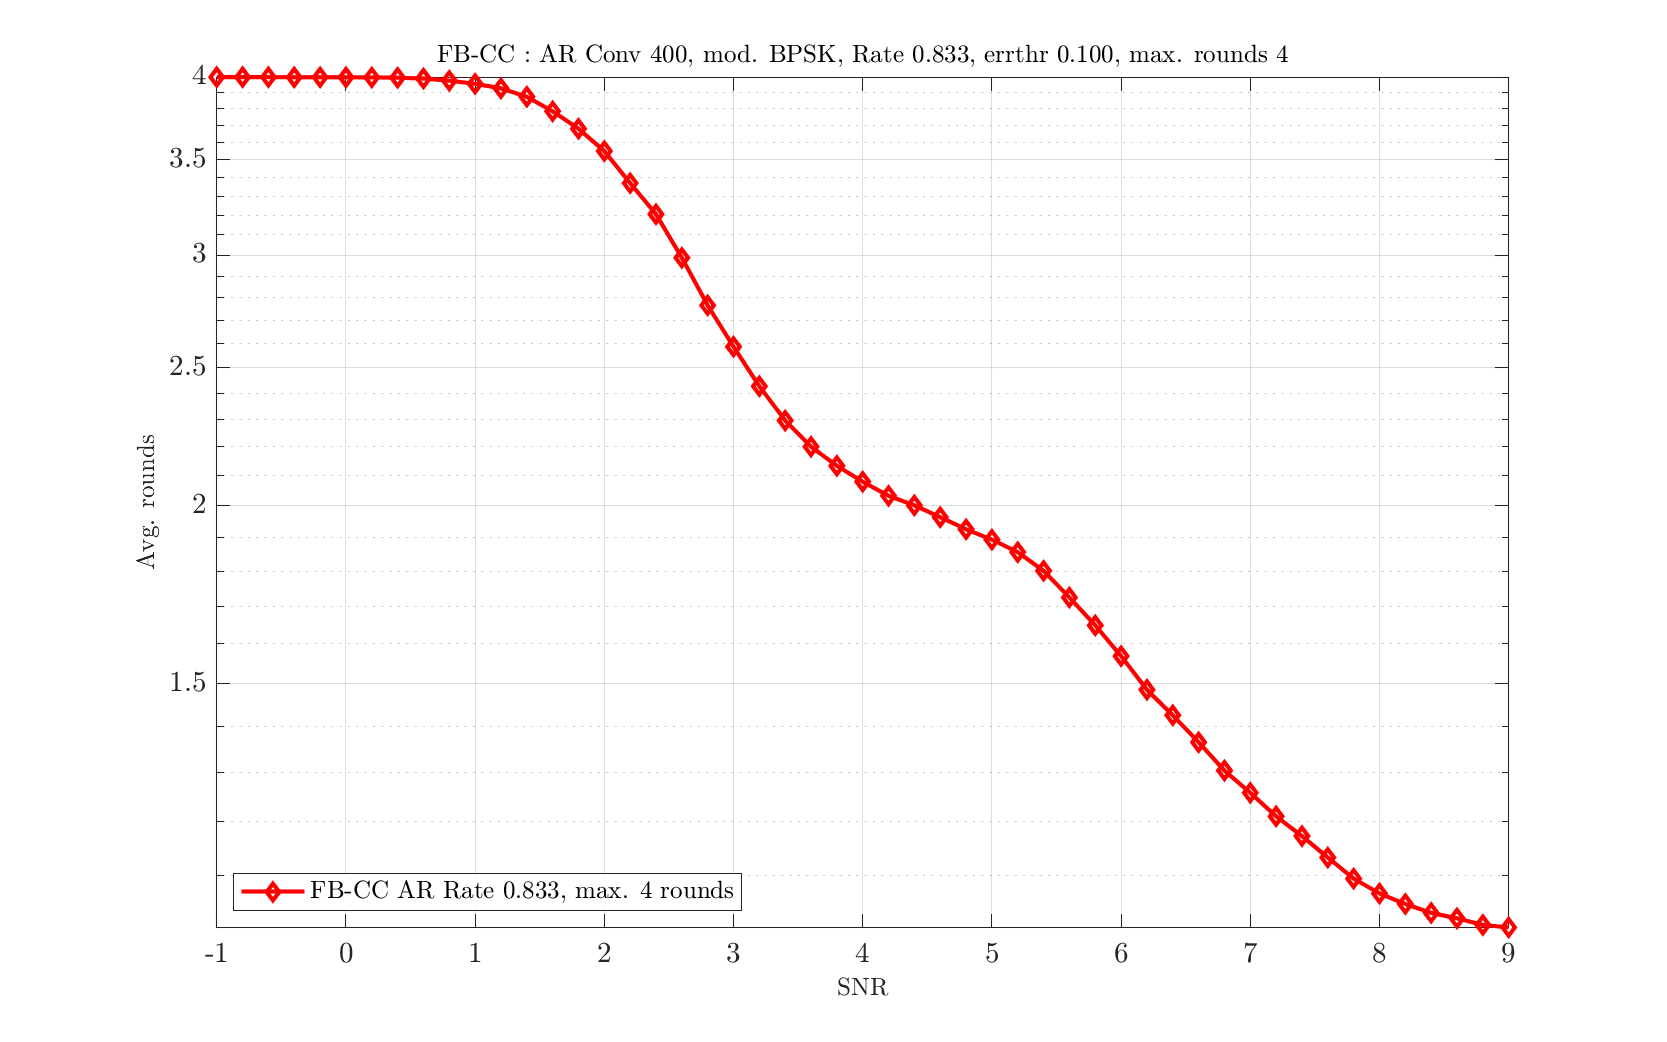 FB-CC : AR Conv 400, mod. BPSK, Rate 0.833, errthr 0.100, max. rounds 4
4
3.5
3
2.5
2
1.5
Avg. rounds
FB-CC AR Rate 0.833, max. 4 rounds
-1 0 1 2 3 4 5 6 7 8 9
SNR